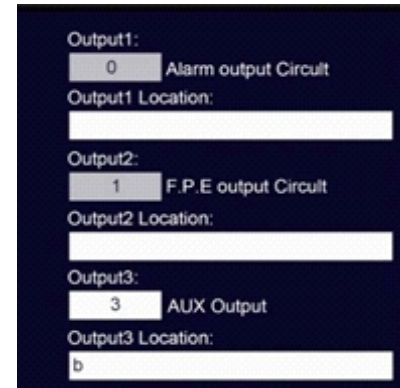 Output1:
0 Alarm output Circult
Output1 Location:
Output2:
1 F.P.E output Circult
Output2 Location:
Output3:
3 AUX Output
Output3 Location:
b